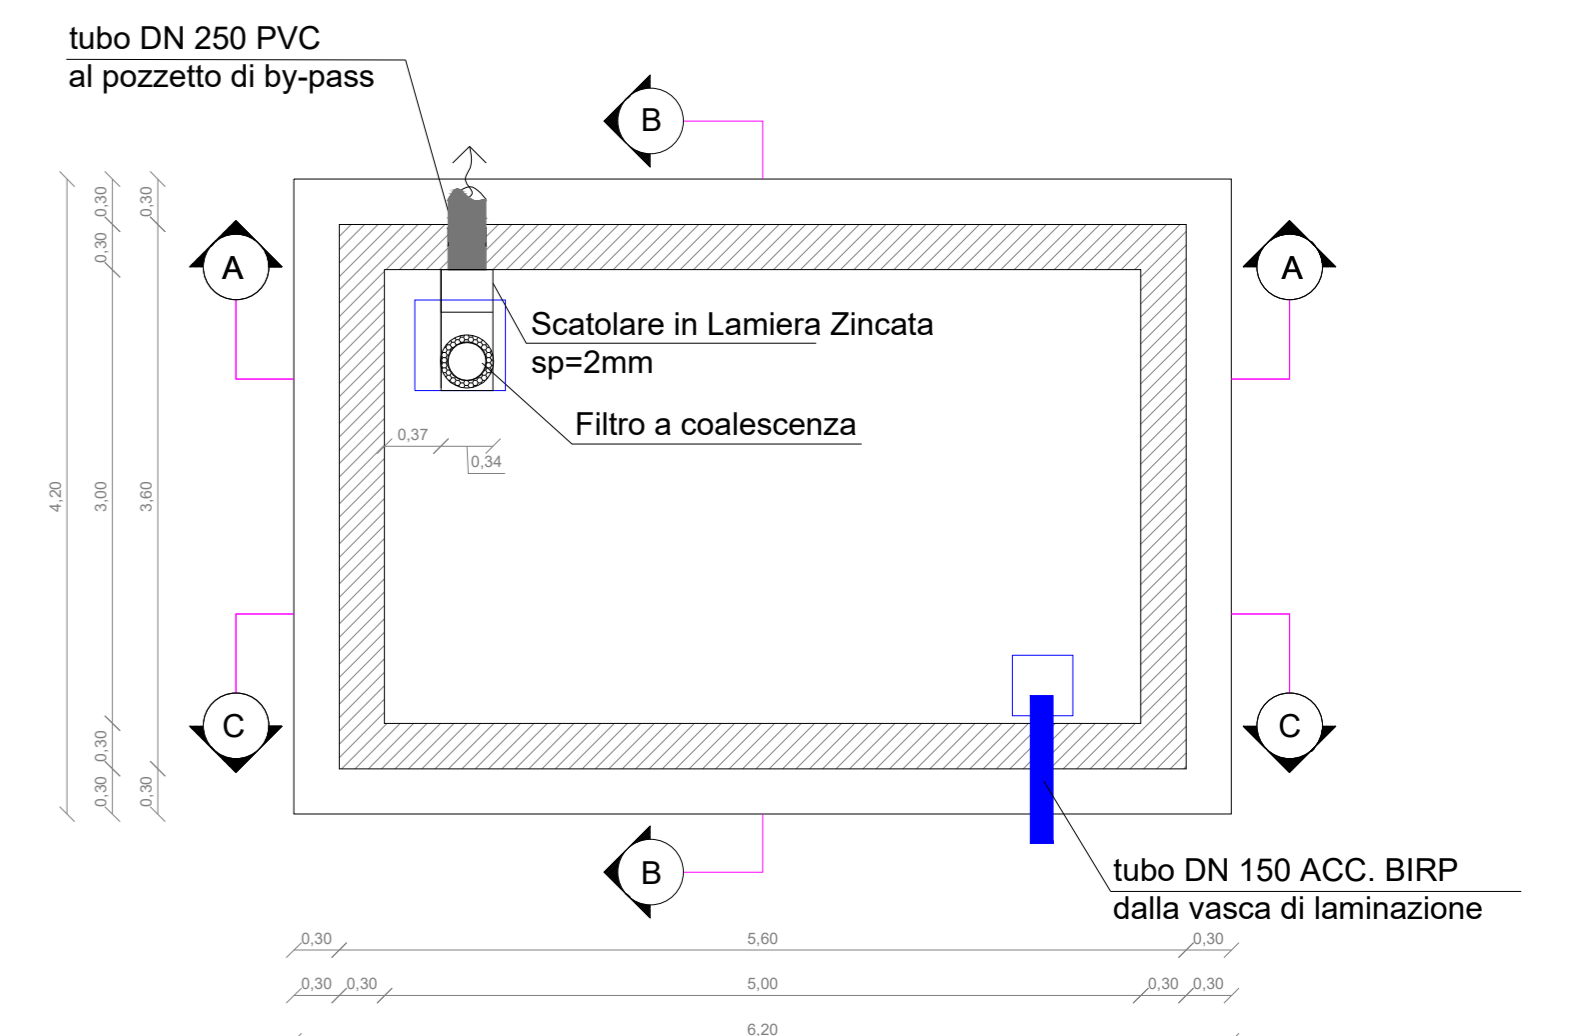 tubo DN 250 PVC
al pozzetto di by-pass
B
0,30
0,30
0,30
A
A
Scatolare in Lamiera Zincata
sp=2mm
Filtro a coalescenza
0,37
0,34
4,20
3,00
3,60
C
C
0,30
0,30
0,30
B
tubo DN 150 ACC. BIRP
dalla vasca di laminazione
0,30 5,60 0,30
0,30 0,30 5,00 0,30 0,30
6,20